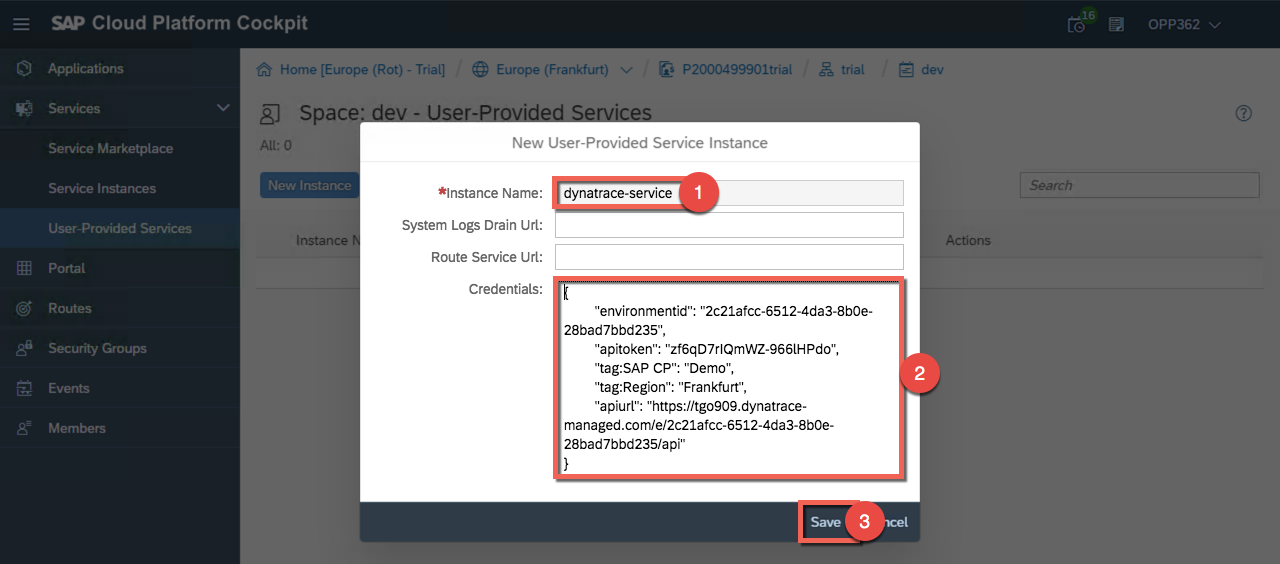 SAP Cloud Platform Cockpit
16
OPP362
Applications
Services
Service Marketplace
Service Instances
User-Provided Services
Portal
Routes
Security Groups
Events
Members
Home [Europe (Rot) - Trial] / Europe (Frankfurt) / P2000499901trial / trial / dev
Space: dev - User-Provided Services
All: 0
New Instance
Search
Instance N
Actions
New User-Provided Service Instance
*Instance Name: dynatrace-service
1
System Logs Drain Url:
Route Service Url:
Credentials:
{
"environmentid": "2c21afcc-6512-4da3-8b0e-
28bad7bbd235",
"apitoken": "zf6qD7rIQmWZ-966lHPdo",
"tag:SAP CP": "Demo",
"tag:Region": "Frankfurt",
"apiurl": "https://tgo909.dynatrace-
managed.com/e/2c21afcc-6512-4da3-8b0e-
28bad7bbd235/api"
}
2
Save
3
ncel